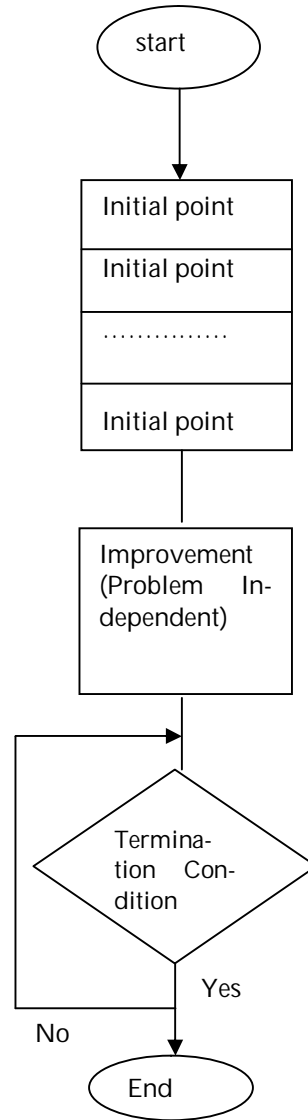 start
Initial point
Initial point
...............
Initial point
Improvement
(Problem In-
dependent)
Termina-
tion Con-
dition
Yes
No
End